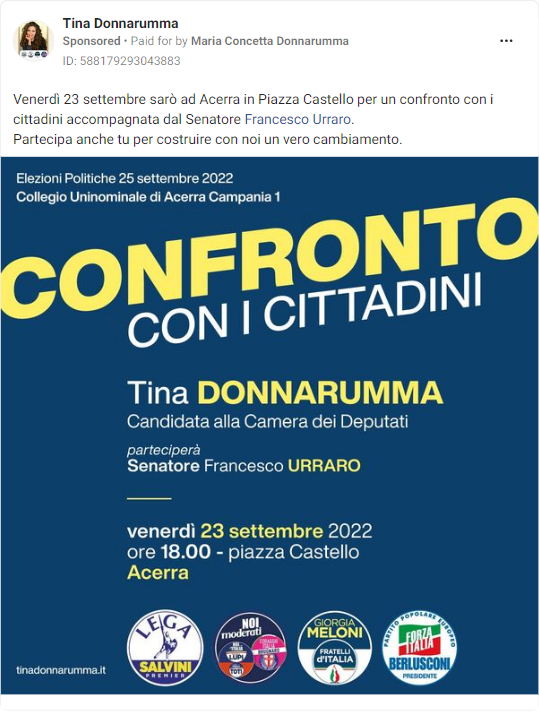 Tina Donnarumma
Sponsored • Paid for by Maria Concetta Donnarumma
ID: 588179293043883
Venerdì 23 settembre sarò ad Acerra in Piazza Castello per un confronto con i
cittadini accompagnata dal Senatore Francesco Urraro.
Partecipa anche tu per costruire con noi un vero cambiamento.
Elezioni Politiche 25 settembre 2022
Collegio Uninominale di Acerra Campania 1
CONFRONTO
CON I CITTADINI
Tina DONNARUMMA
Candidata alla Camera dei Deputati
parteciperà
Senatore Francesco URRARO
venerdì 23 settembre 2022
ore 18.00 - piazza Castello
Acerra
LEGA
SALVINI
PREMIER
NOI
moderati
LUPI
TOTI
BRUGNARO
GIORGIA
MELONI
FRATELLI
d'ITALIA
PARTITO POPOLARE EUROPEO
FORZA
ITALIA
BERLUSCONI
PRESIDENTE
tinadonnarumma.it